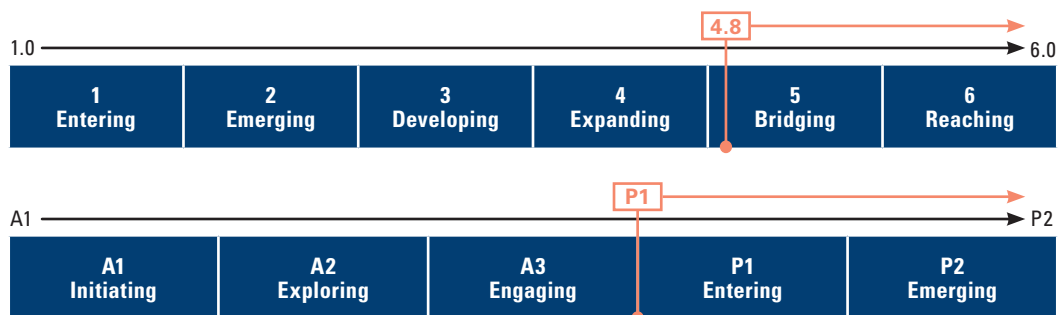 4.8
1.0 6.0
1 2 3 4 5 6
Entering Emerging Developing Expanding Bridging Reaching
P1
A1 P2
A1 A2 A3 P1 P2
Initiating Exploring Engaging Entering Emerging